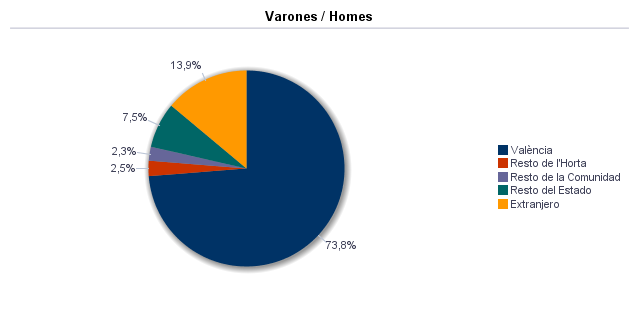 Varones / Homes
13,9%
7,5%
2,3%
2,5%
73,8%
València
Resto de l'Horta
Resto de la Comunidad
Resto del Estado
Extranjero